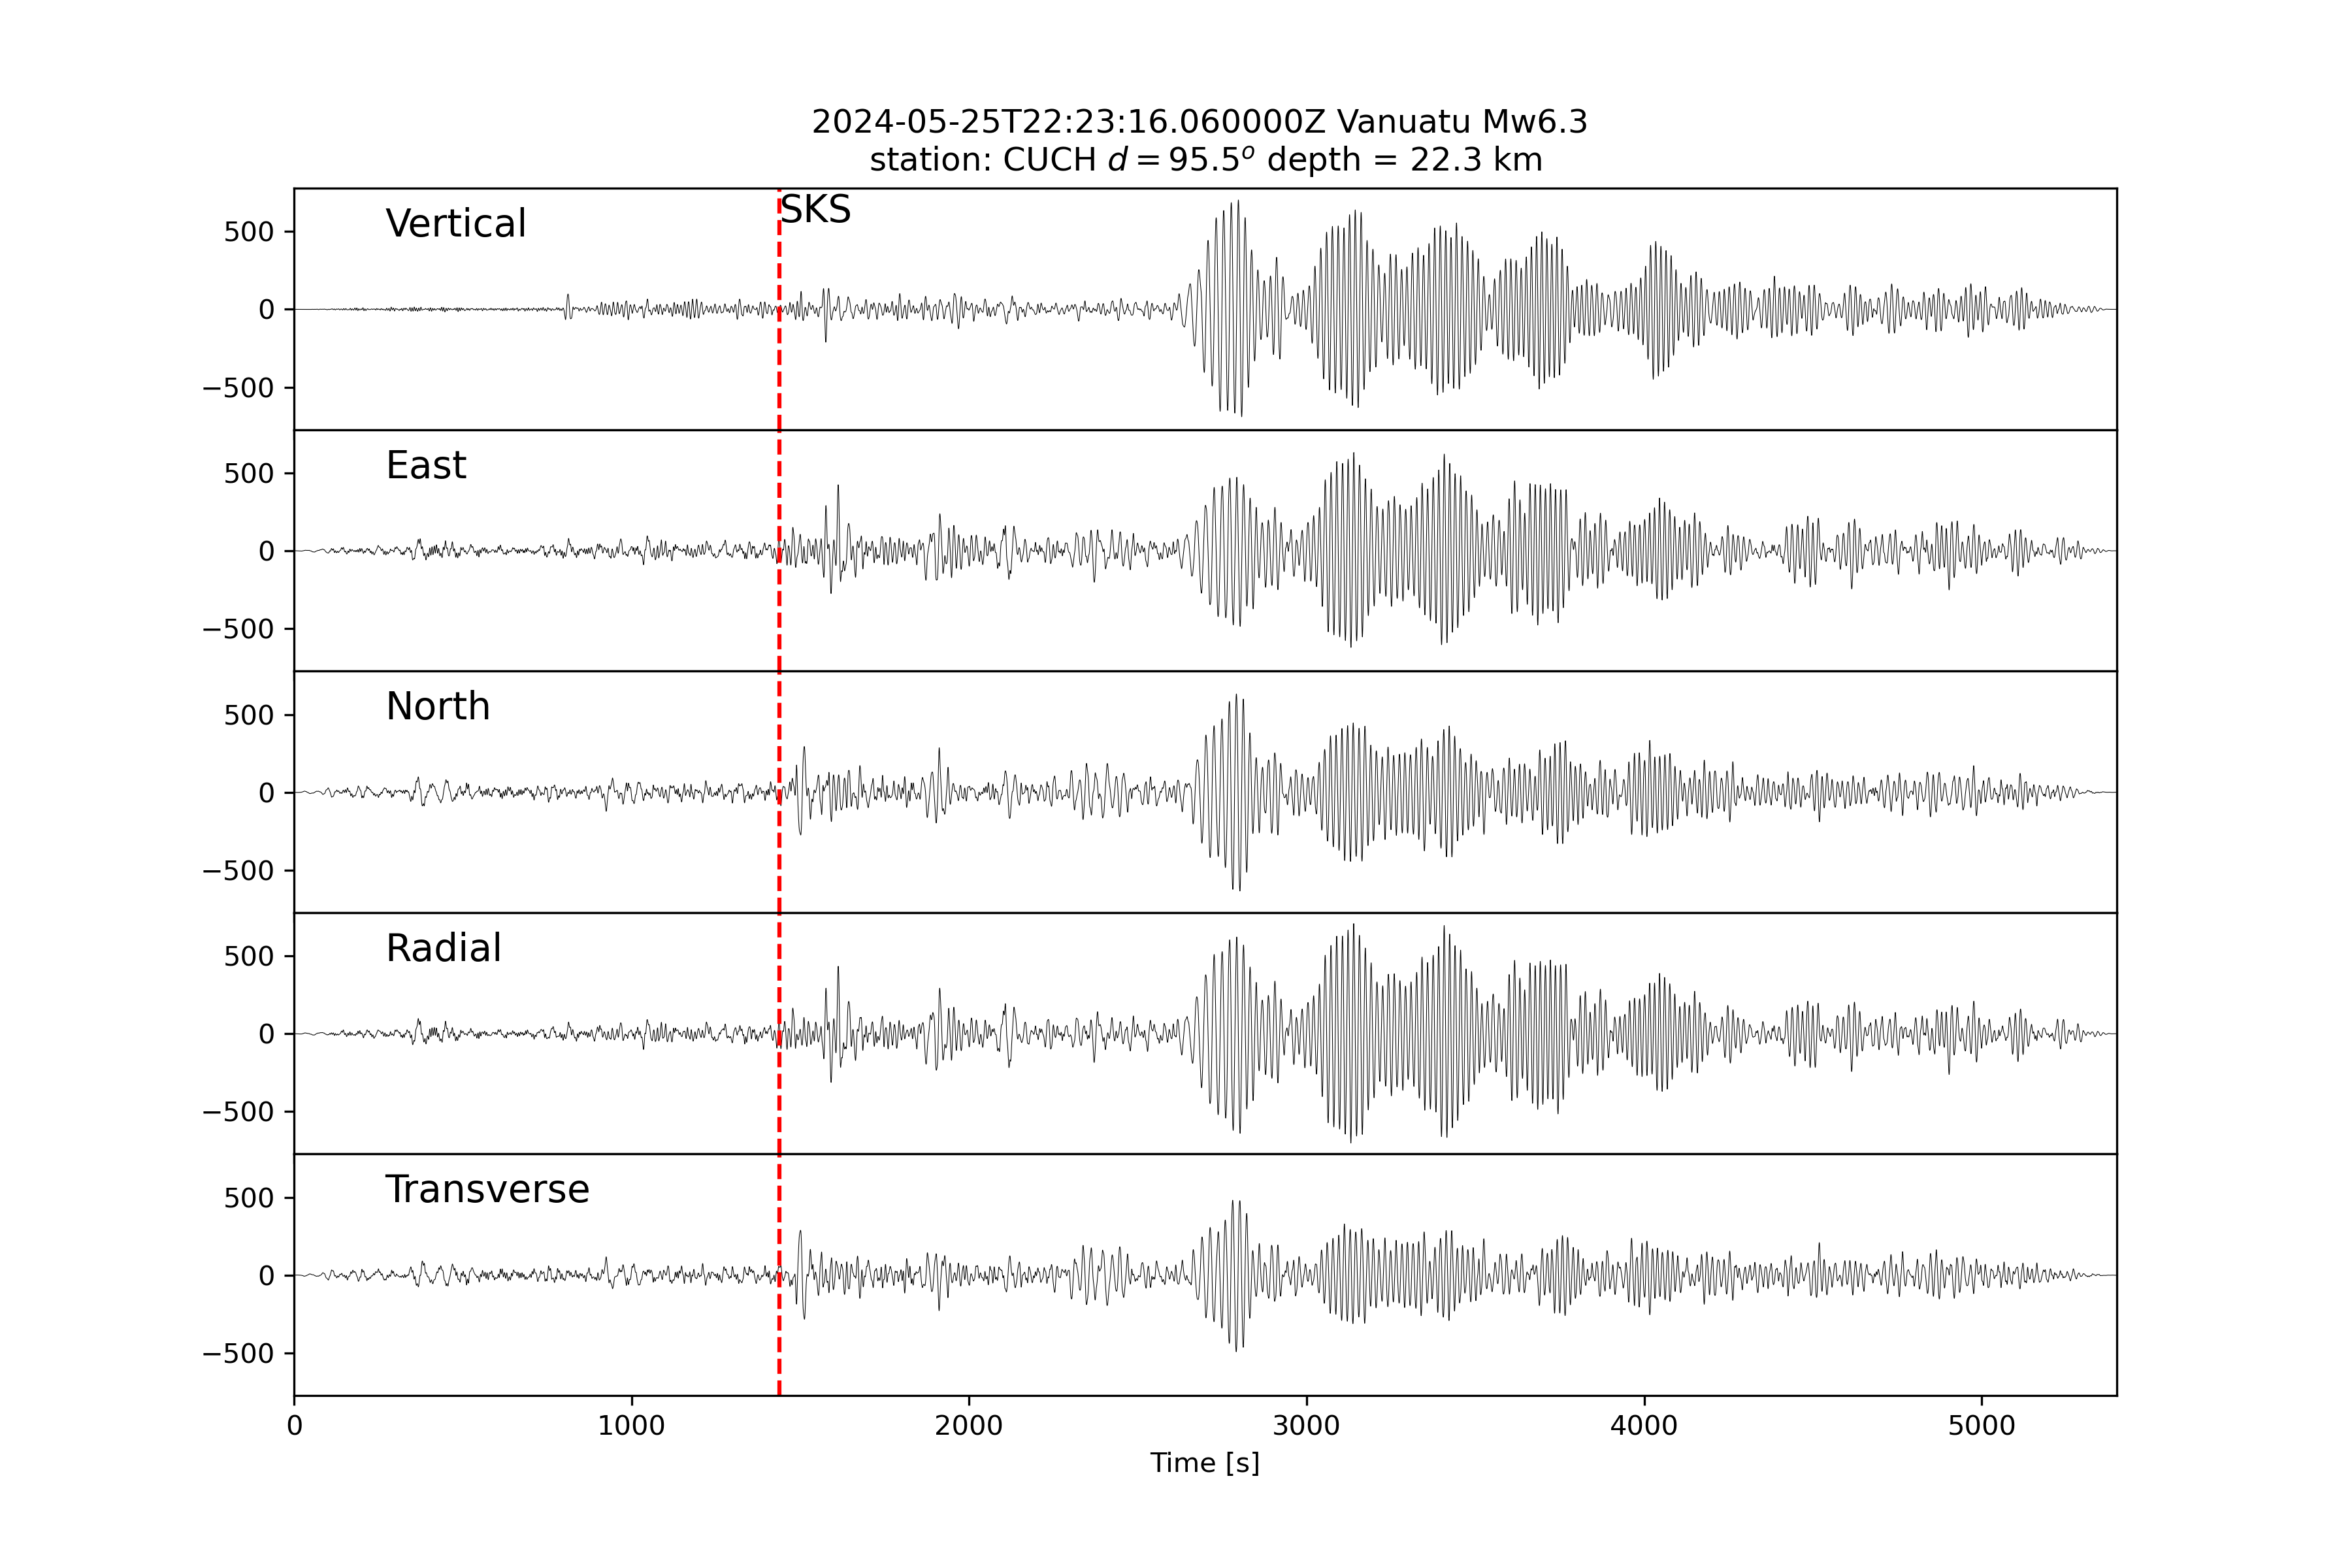 2024-05-25T22:23:16.060000Z Vanuatu Mw6.3
station: CUCH d = 95.5° depth = 22.3 km
SKS
Vertical
500
0
−500
East
500
0
−500
North
500
0
−500
Radial
500
0
−500
Transverse
500
0
−500
0 1000 2000 3000 4000 5000
Time [s]